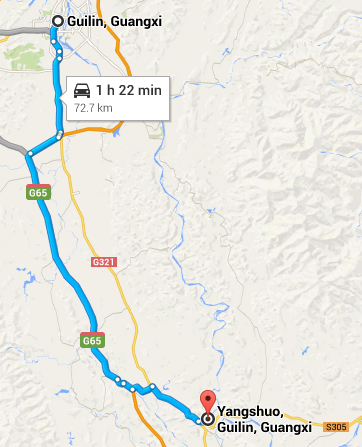 Guilin, Guangxi
1 h 22 min
72.7 km
G65
G321
G65
Yangshuo,
Guilin, Guangxi
S305